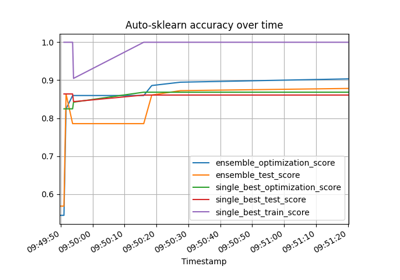 Auto-sklearn accuracy over time
1.0
0.9
0.8
0.7
0.6
ensemble_optimization_score
ensemble_test_score
single_best_optimization_score
single_best_test_score
single_best_train_score
09:49:50
09:50:00
09:50:10
09:50:20
09:50:30
09:50:40
09:50:50
09:51:00
09:51:10
09:51:20
Timestamp